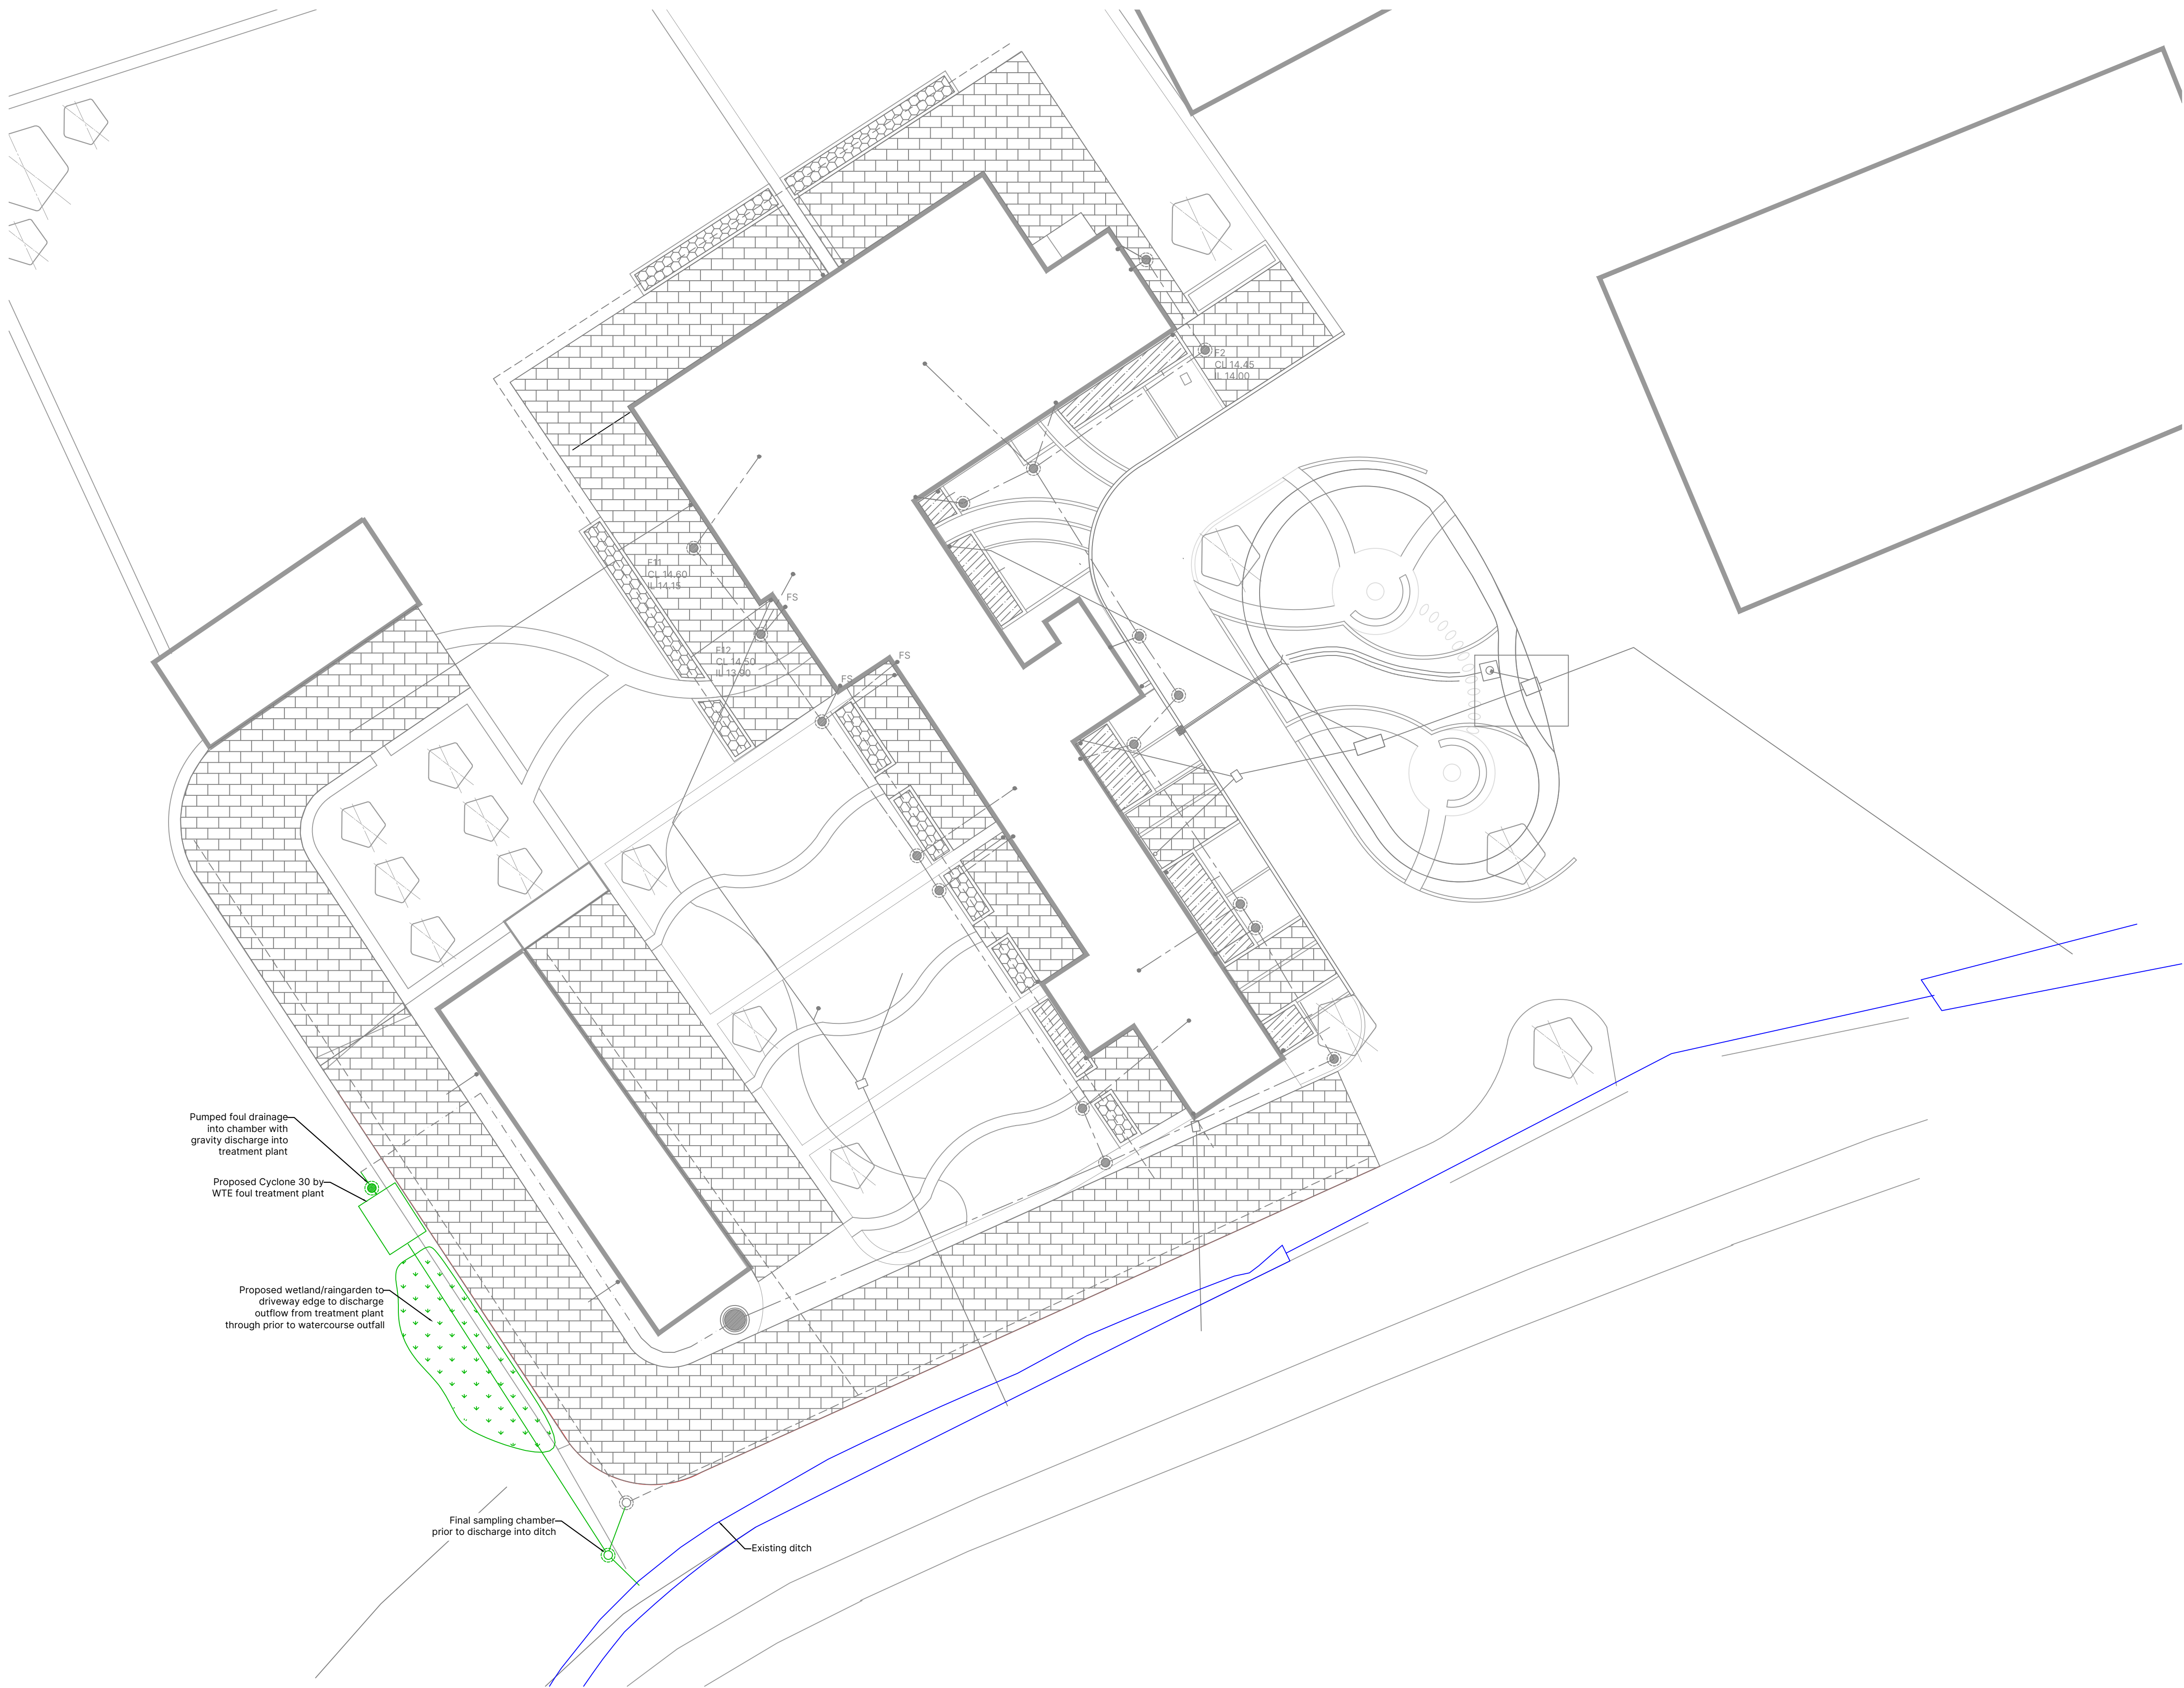 F2
CL 14.45
IL 14.00
F11
CL 14.60
IL 14.15
FS
F12
CL 14.50
IL 13.90
FS
FS
Pumped foul drainage
into chamber with
gravity discharge into
treatment plant
Proposed Cyclone 30 by
WTE foul treatment plant
Proposed wetland/raingarden to
driveway edge to discharge
outflow from treatment plant
through prior to watercourse outfall
Final sampling chamber
prior to discharge into ditch
Existing ditch